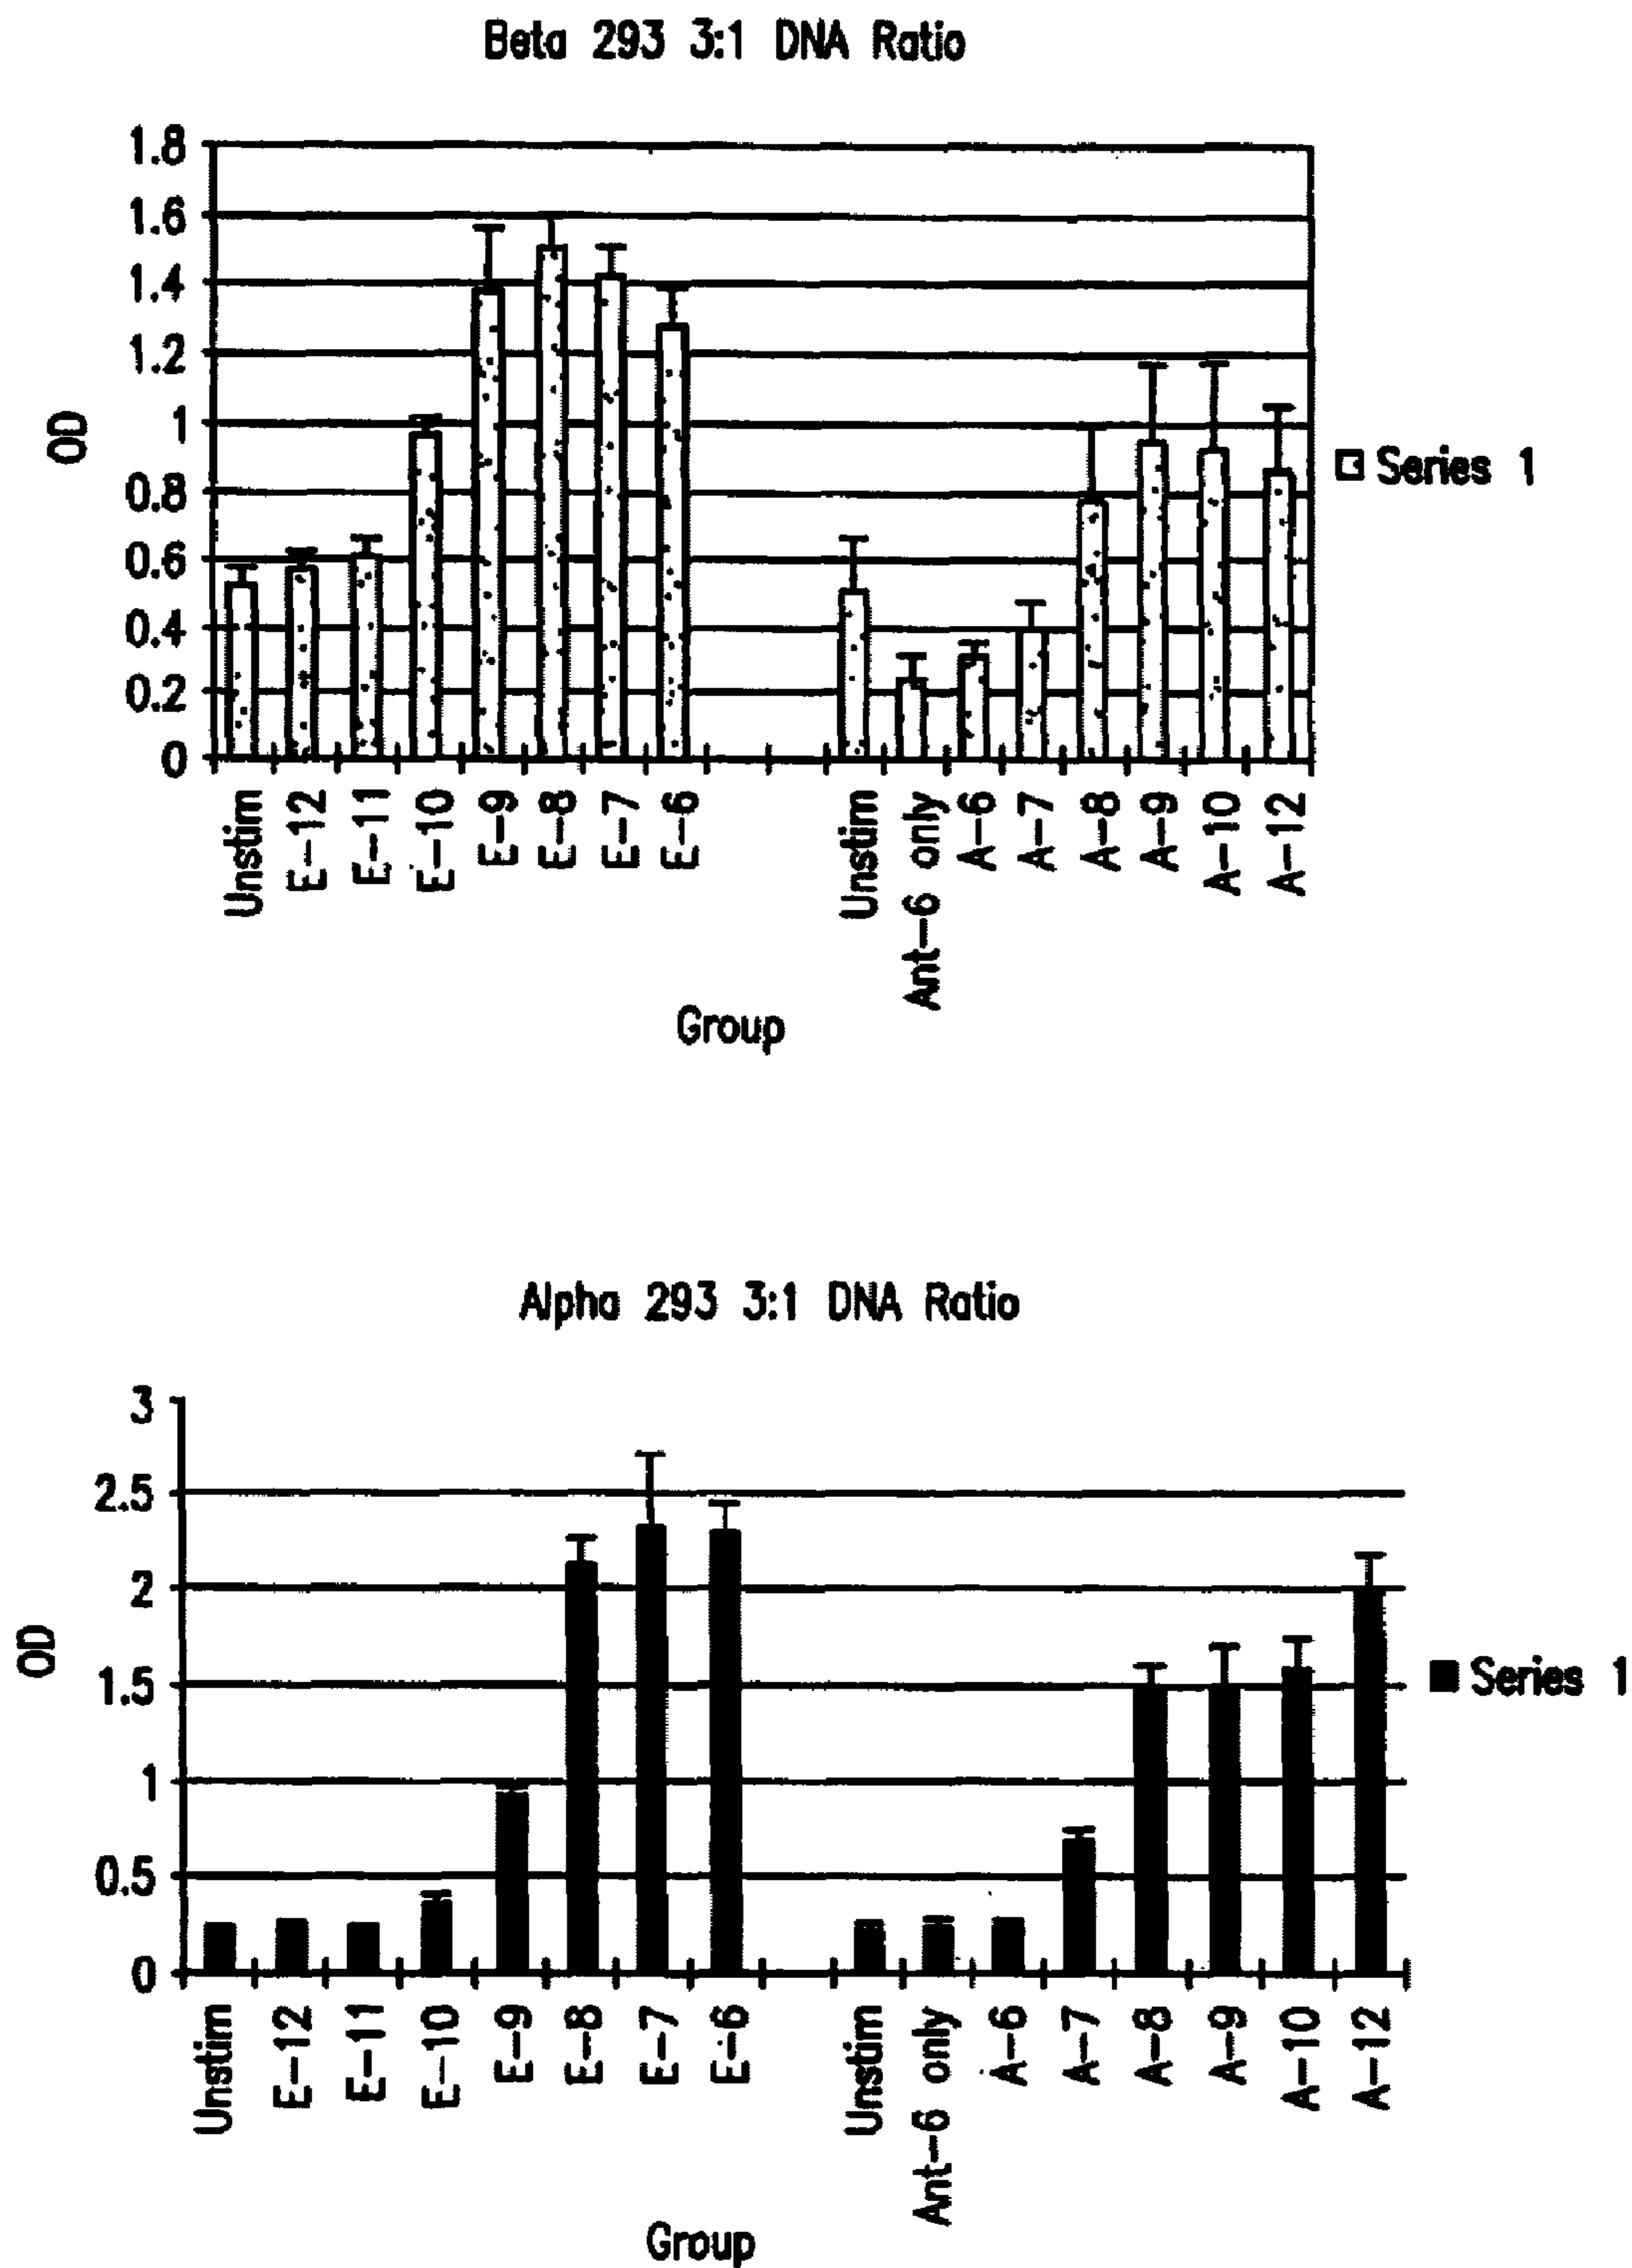 Beta 293 3:1 DNA Ratio
1.8
1.6
1.4
1.2
1
0.8
0.6
0.4
0.2
0
OD
Series 1
Unstim
E-12
E-11
E-10
E-9
E-8
E-7
E-6
Unstim
Ant-6 only
A-6
A-7
A-8
A-9
A-10
A-12
Group
Alpha 293 3:1 DNA Ratio
3
2.5
2
1.5
1
0.5
0
OD
Series 1
Unstim
E-12
E-11
E-10
E-9
E-8
E-7
E-6
Unstim
Ant-6 only
A-6
A-7
A-8
A-9
A-10
A-12
Group